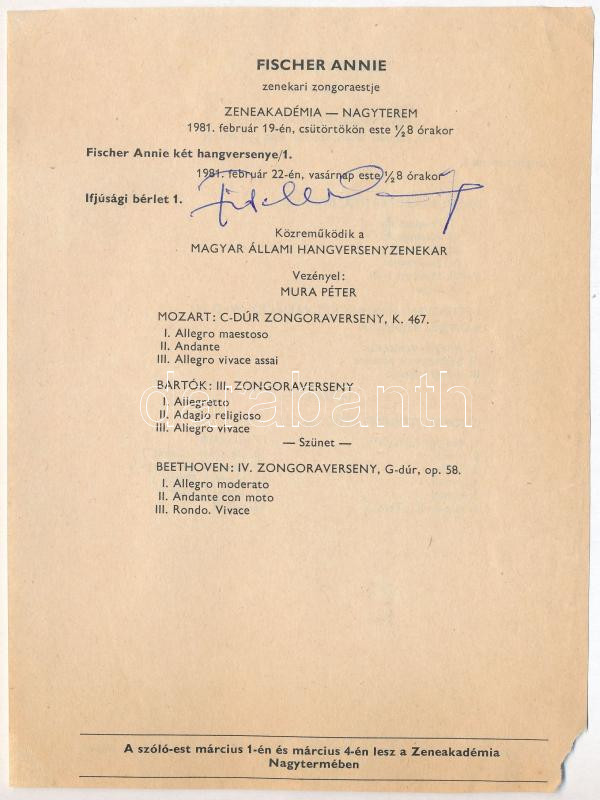 FISCHER ANNIE
zenekari zongoraestje
ZENEAKADÉMIA — NAGYTEREM
1981. február 19-én, csütörtökön este ½8 órakor
Fischer Annie két hangversenye/1.
1981. február 22-én, vasárnap este ½8 órakor
Ifjúsági bérlet 1.
Közreműködik a
MAGYAR ÁLLAMI HANGVERSENYZENEKAR
Vezényel:
MURA PÉTER
MOZART: C-DÚR ZONGORAVERSENY, K. 467.
I. Allegro maestoso
II. Andante
III. Allegro vivace assai
BARTÓK: III. ZONGORAVERSENY
I. Allegretto
II. Adagio religioso
III. Allegro vivace
— Szünet —
BEETHOVEN: IV. ZONGORAVERSENY, G-dúr, op. 58.
I. Allegro moderato
II. Andante con moto
III. Rondo. Vivace
A szóló-est március 1-én és március 4-én lesz a Zeneakadémia
Nagytermében
darabanth